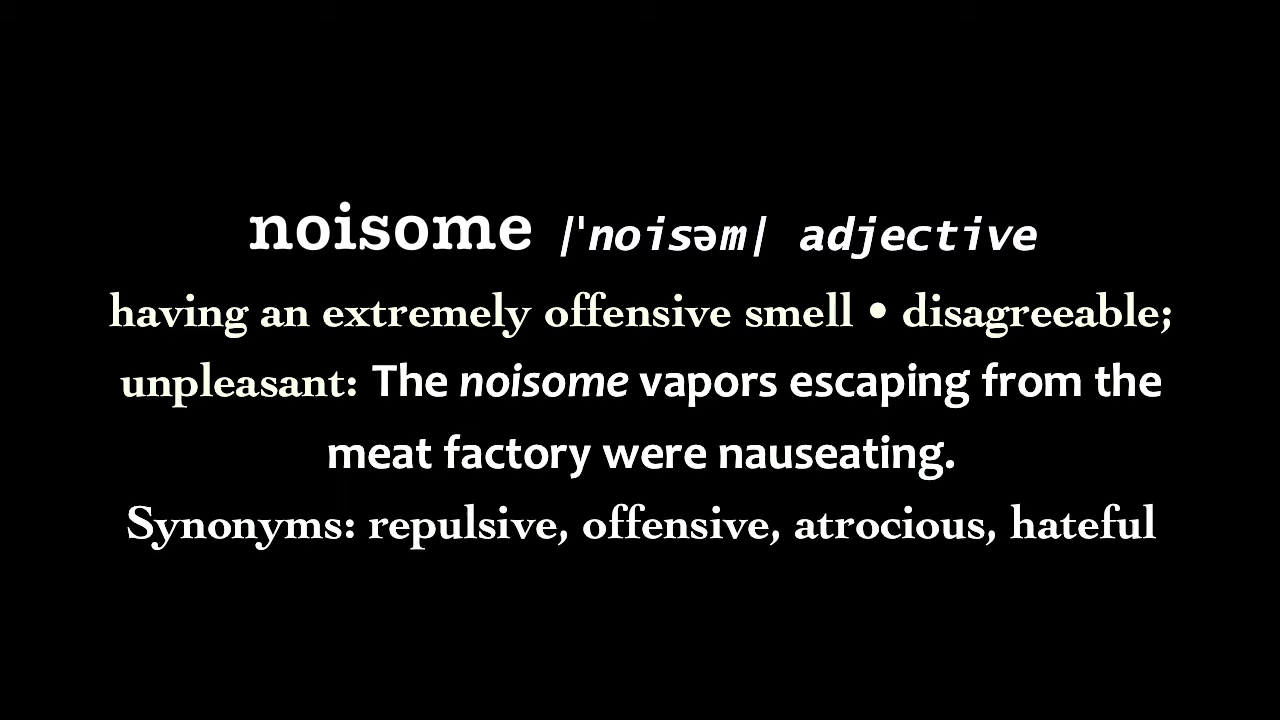 noisome /ˈnoisəm/ adjective
having an extremely offensive smell • disagreeable;
unpleasant: The noisome vapors escaping from the
meat factory were nauseating.
Synonyms: repulsive, offensive, atrocious, hateful